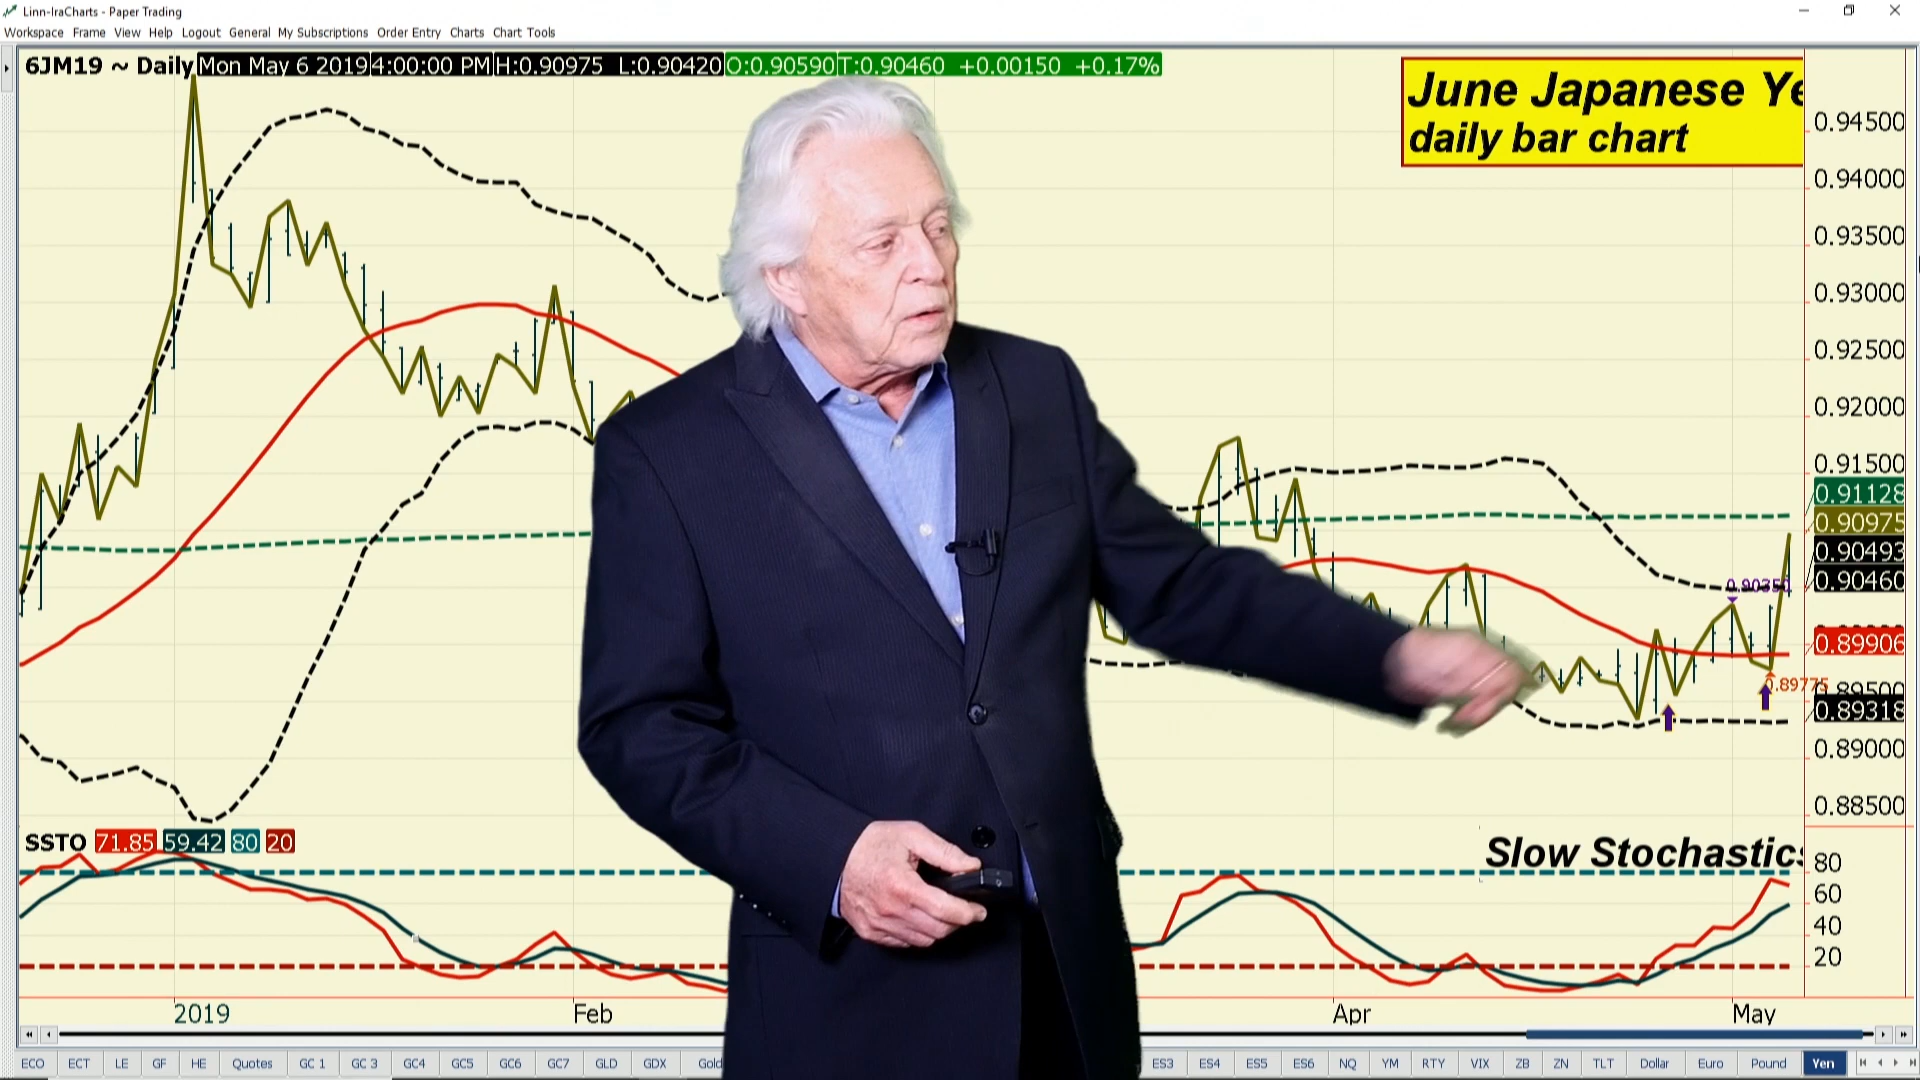 Linn-IraCharts - Paper Trading
Workspace Frame View Help Logout General My Subscriptions Order Entry Charts Chart Tools
6JM19 ~ Daily Mon May 6 2019 4:00:00 PM H:0.90975 L:0.90420 O:0.90590 T:0.90460 +0.00150 +0.17%
June Japanese Ye
daily bar chart
0.94500
0.94000
0.93500
0.93000
0.92500
0.92000
0.91500
0.91128
0.90975
0.90493
0.90460
0.90350
0.89906
0.89775
0.89500
0.89318
0.89000
0.88500
SSTO 71.85 59.42 80 20
Slow Stochastics
80
60
40
20
2019 Feb Apr May
ECO ECT LE GF HE Quotes GC 1 GC 3 GC4 GC5 GC6 GC7 GLD GDX Gold ES3 ES4 ES5 ES6 NQ YM RTY VIX ZB ZN TLT Dollar Euro Pound Yen